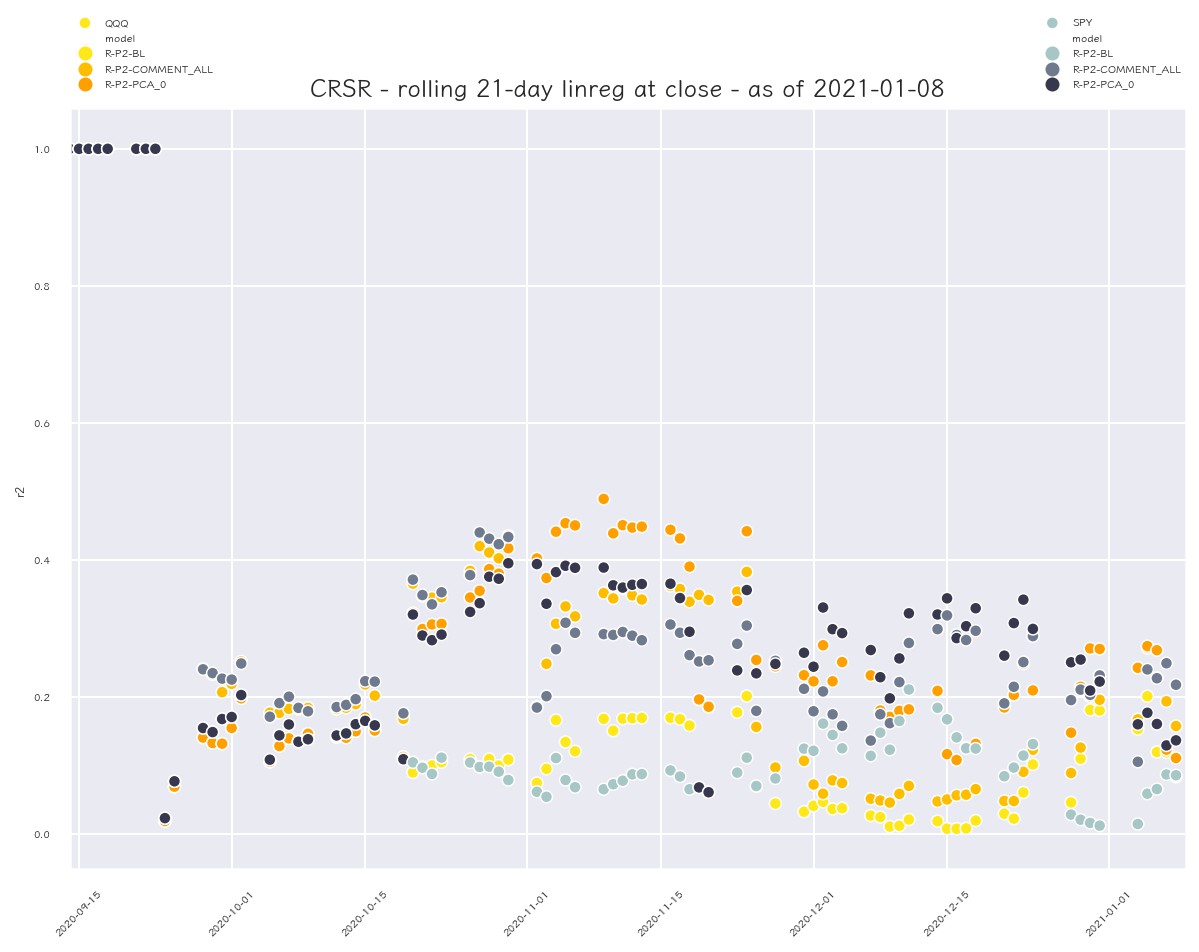 QQQ
model
R-P2-BL
R-P2-COMMENT_ALL
R-P2-PCA_0
SPY
model
R-P2-BL
R-P2-COMMENT_ALL
R-P2-PCA_0
CRSR - rolling 21-day linreg at close - as of 2021-01-08
1.0
0.8
0.6
0.4
0.2
0.0
r2
2020-09-15
2020-10-01
2020-10-15
2020-11-01
2020-11-15
2020-12-01
2020-12-15
2021-01-01